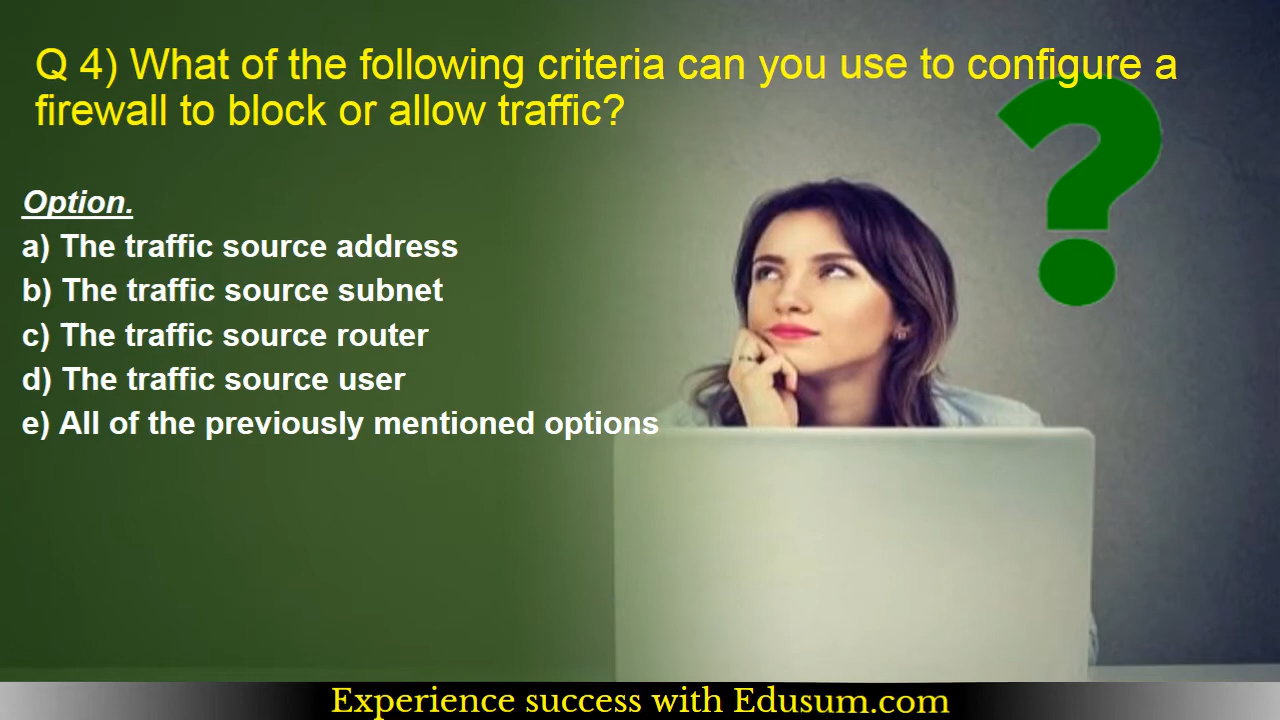 Q 4) What of the following criteria can you use to configure a
firewall to block or allow traffic?
Option.
a) The traffic source address
b) The traffic source subnet
c) The traffic source router
d) The traffic source user
e) All of the previously mentioned options
?
Experience success with Edusum.com